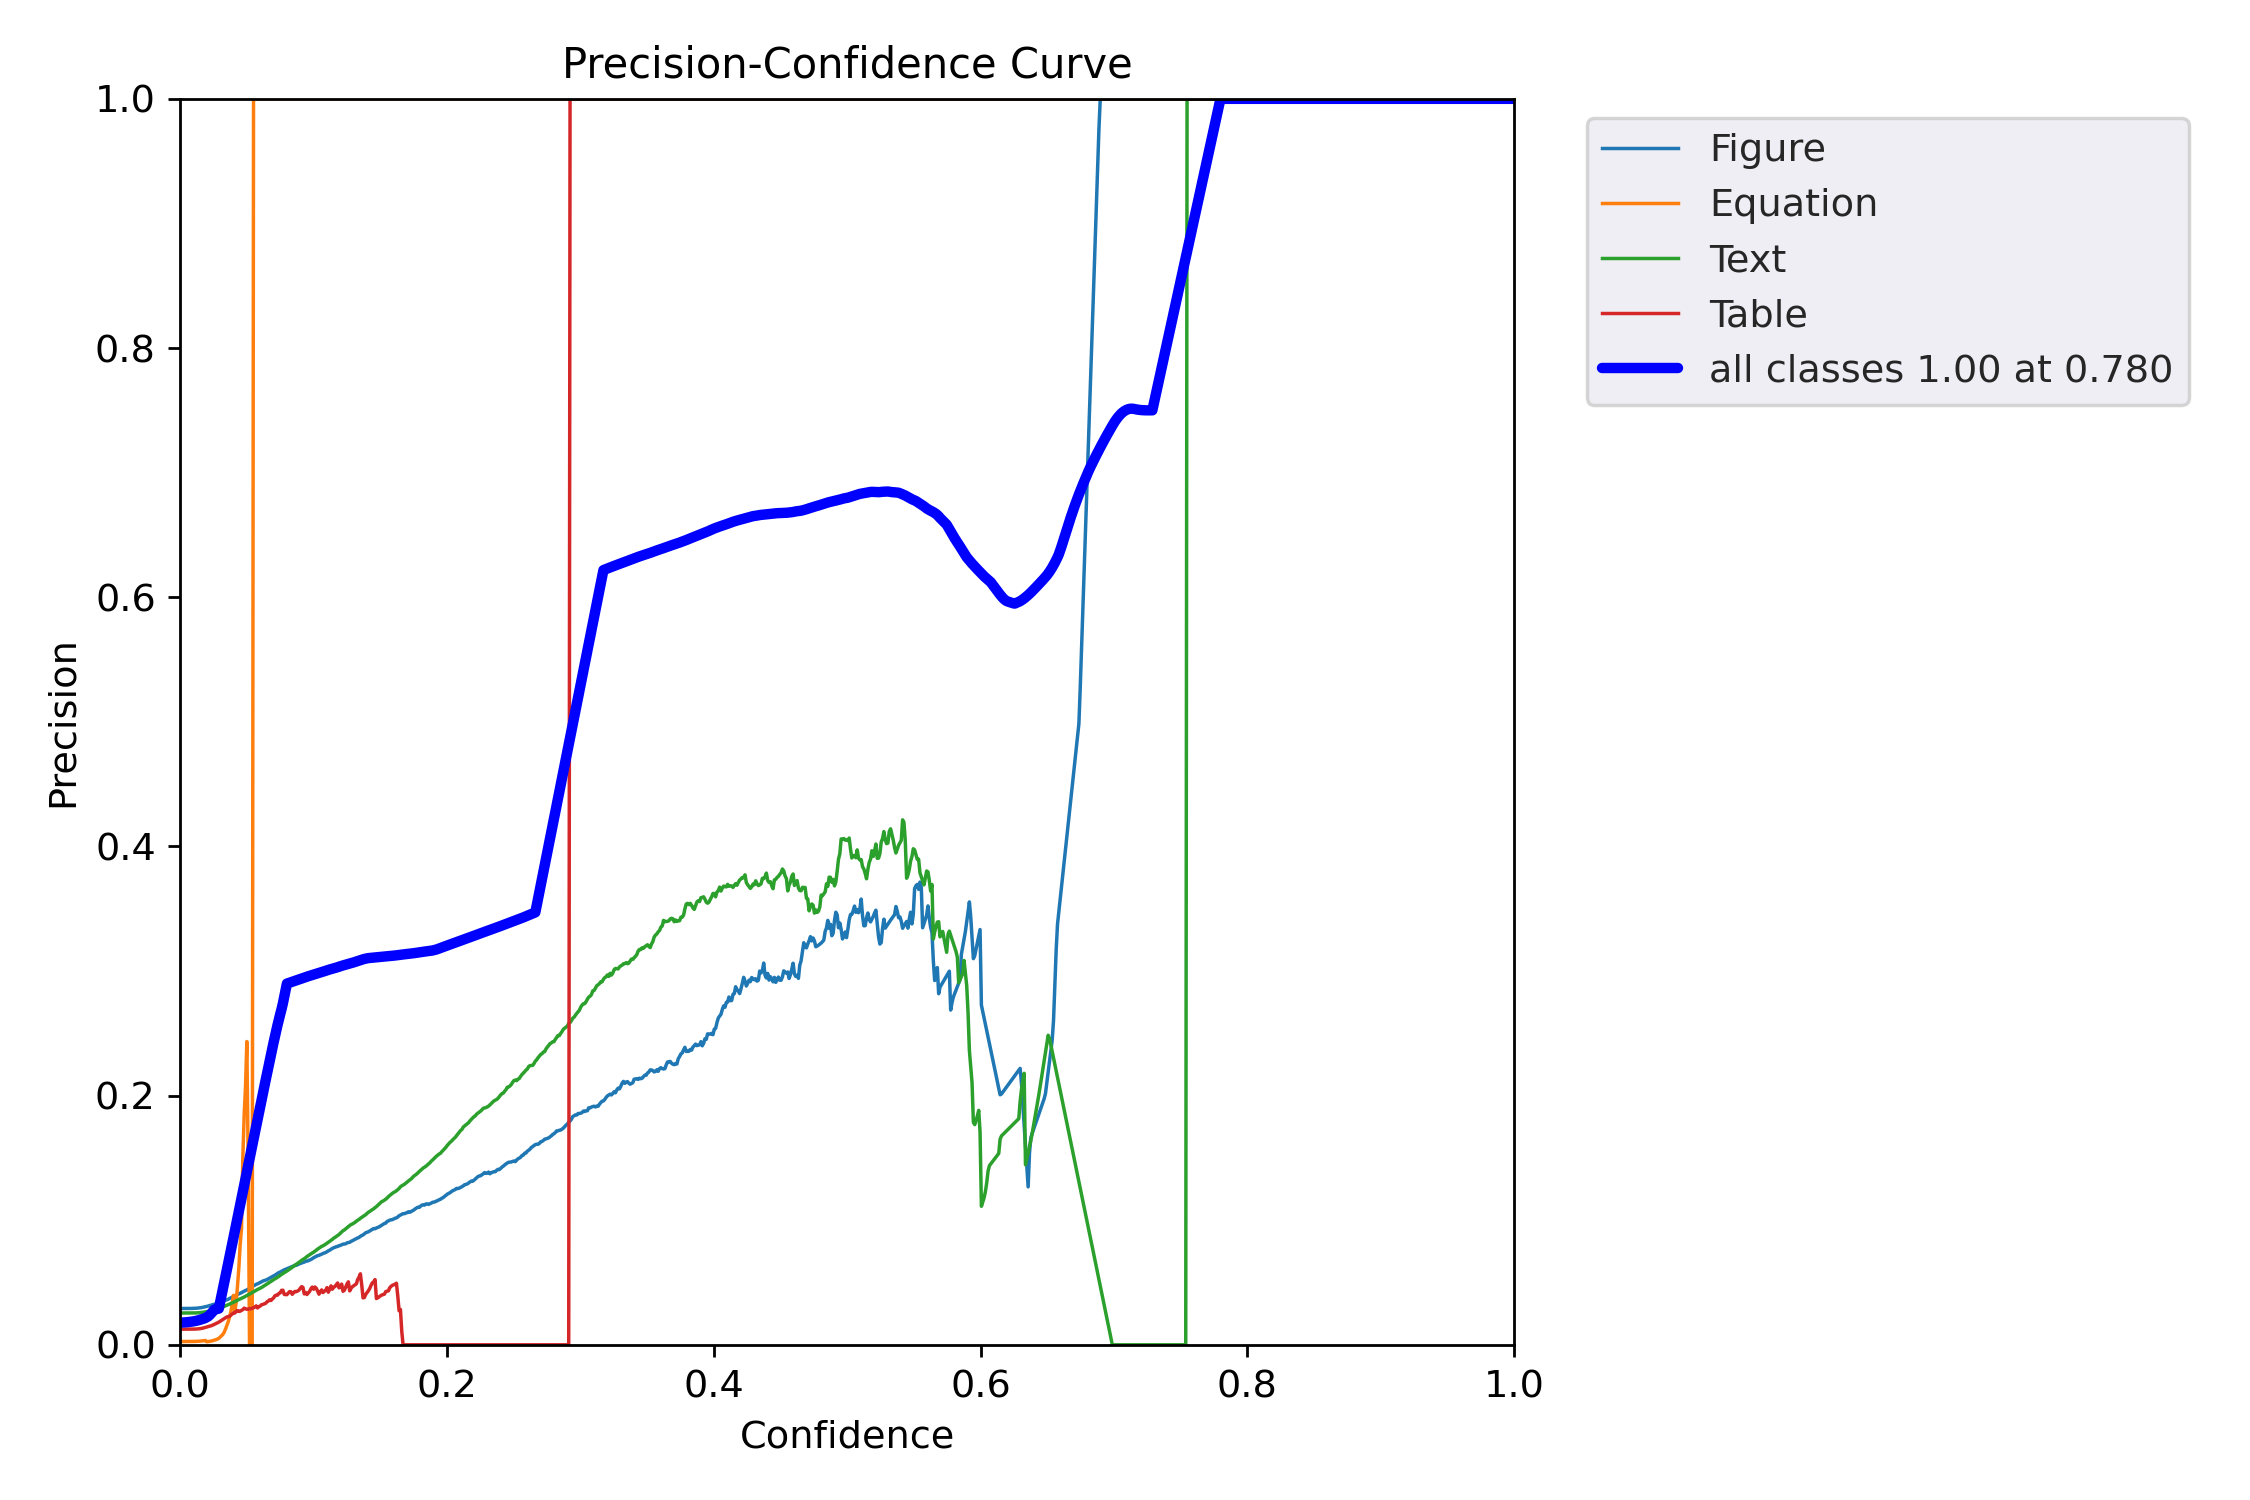 Precision-Confidence Curve
1.0
0.8
0.6
0.4
0.2
0.0
Precision
0.0 0.2 0.4 0.6 0.8 1.0
Confidence
Figure
Equation
Text
Table
all classes 1.00 at 0.780